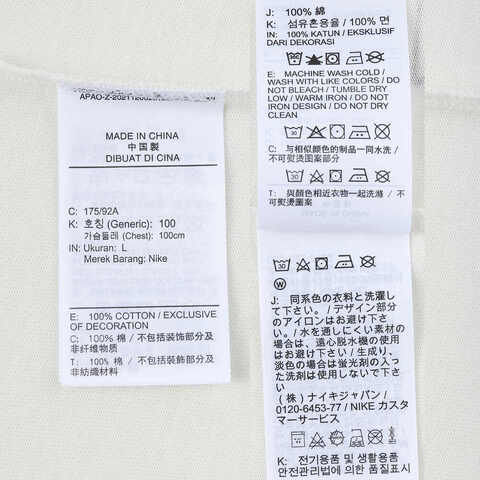 MADE IN CHINA
中国製
DIBUAT DI CINA
C: 175/92A
K: 호칭 (Generic): 100
가슴둘레 (Chest): 100cm
IN: Ukuran: L
Merek Barang: Nike
E: 100% COTTON / EXCLUSIVE
OF DECORATION
C: 100% 棉 / 不包括装饰部分及
非纤维物质
T: 100% 棉 / 不包括裝飾部分及
非紡織材料
J: 100% 綿
K: 섬유혼용율 / 100% 면
IN: 100% KATUN / EKSKLUSIF
DARI DEKORASI
E: MACHINE WASH COLD /
WASH WITH LIKE COLORS / DO
NOT BLEACH / TUMBLE DRY
LOW / WARM IRON / DO NOT
IRON DESIGN / DO NOT DRY
CLEAN
C: 与相似颜色的制品一同水洗 /
不可熨烫图案部分
T: 與顏色相近衣物一起洗滌 / 不
可熨燙圖案
J: 同系色の衣料と洗濯し
て下さい。/ デザイン部分
のアイロンはお避け下さ
い。/ 水を通しにくい素材の
場合は、遠心脱水機の使用
はお避け下さい / 生成り、
淡色の場合は蛍光剤の入っ
た洗剤は使用しないで下さ
い
(株) ナイキジャパン /
0120-6453-77 / NIKE カスタ
マーサービス
K: 전기용품 및 생활용품
안전관리법에 의한 품질표시